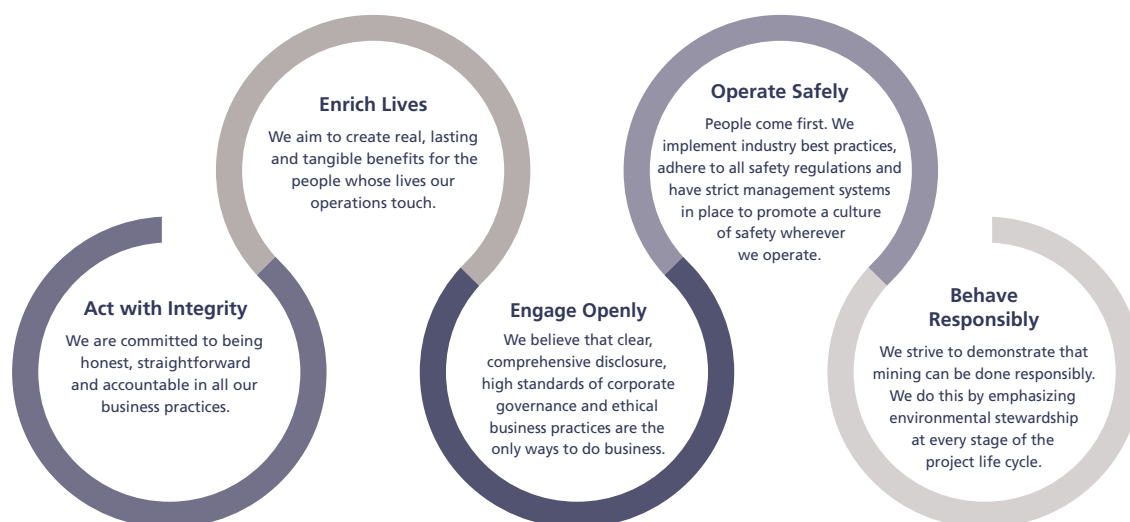 Act with Integrity
We are committed to being
honest, straightforward
and accountable in all our
business practices.
Enrich Lives
We aim to create real, lasting
and tangible benefits for the
people whose lives our
operations touch.
Engage Openly
We believe that clear,
comprehensive disclosure,
high standards of corporate
governance and ethical
business practices are the
only ways to do business.
Operate Safely
People come first. We
implement industry best practices,
adhere to all safety regulations and
have strict management systems
in place to promote a culture
of safety wherever
we operate.
Behave
Responsibly
We strive to demonstrate that
mining can be done responsibly.
We do this by emphasizing
environmental stewardship
at every stage of the
project life cycle.